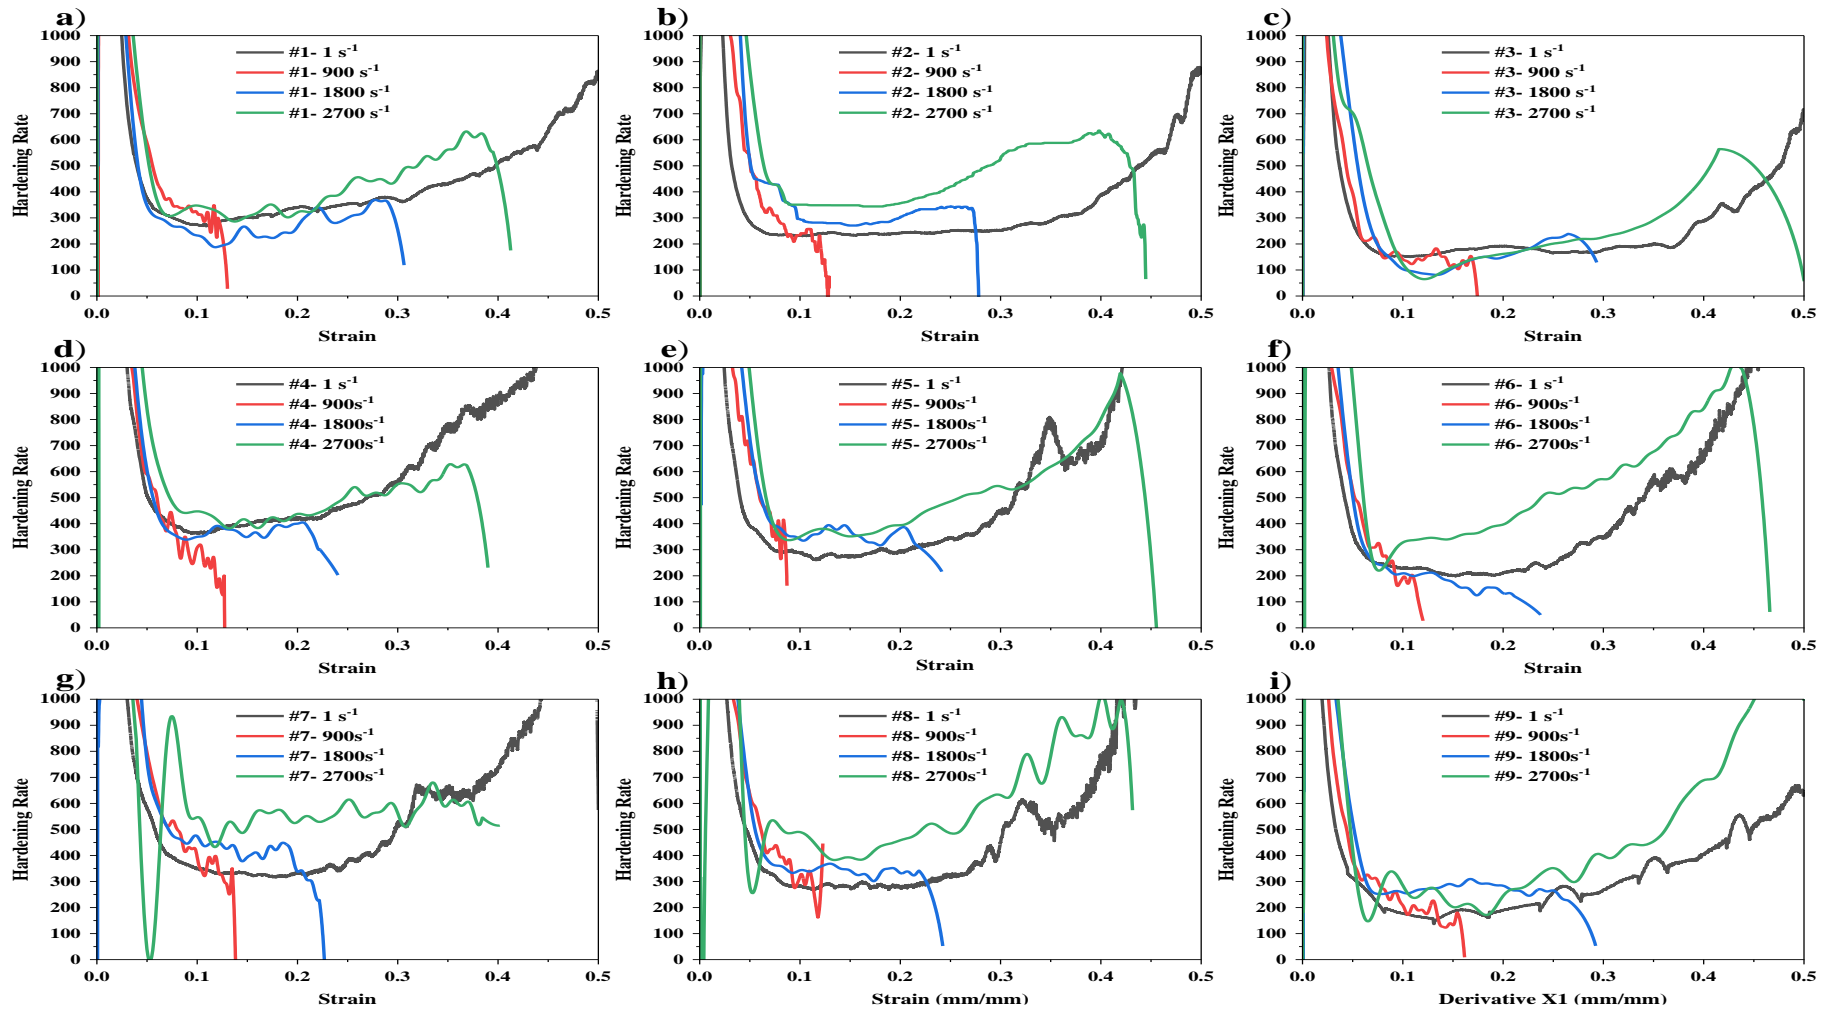 a)
1000
900
800
700
600
500
400
300
200
100
0
Hardening Rate
#1- 1 s-1
#1- 900 s-1
#1- 1800 s-1
#1- 2700 s-1
0.0 0.1 0.2 0.3 0.4 0.5
Strain
b)
1000
900
800
700
600
500
400
300
200
100
0
Hardening Rate
#2- 1 s-1
#2- 900 s-1
#2- 1800 s-1
#2- 2700 s-1
0.0 0.1 0.2 0.3 0.4 0.5
Strain
c)
1000
900
800
700
600
500
400
300
200
100
0
Hardening Rate
#3- 1 s-1
#3- 900 s-1
#3- 1800 s-1
#3- 2700 s-1
0.0 0.1 0.2 0.3 0.4 0.5
Strain
d)
1000
900
800
700
600
500
400
300
200
100
0
Hardening Rate
#4- 1 s-1
#4- 900s-1
#4- 1800s-1
#4- 2700s-1
0.0 0.1 0.2 0.3 0.4 0.5
Strain
e)
1000
900
800
700
600
500
400
300
200
100
0
Hardening Rate
#5- 1 s-1
#5- 900s-1
#5- 1800s-1
#5- 2700s-1
0.0 0.1 0.2 0.3 0.4 0.5
Strain
f)
1000
900
800
700
600
500
400
300
200
100
0
Hardening Rate
#6- 1 s-1
#6- 900s-1
#6- 1800s-1
#6- 2700s-1
0.0 0.1 0.2 0.3 0.4 0.5
Strain
g)
1000
900
800
700
600
500
400
300
200
100
0
Hardening Rate
#7- 1 s-1
#7- 900s-1
#7- 1800s-1
#7- 2700s-1
0.0 0.1 0.2 0.3 0.4 0.5
Strain
h)
1000
900
800
700
600
500
400
300
200
100
0
Hardening Rate
#8- 1 s-1
#8- 900s-1
#8- 1800s-1
#8- 2700s-1
0.0 0.1 0.2 0.3 0.4 0.5
Strain (mm/mm)
i)
1000
900
800
700
600
500
400
300
200
100
0
Hardening Rate
#9- 1 s-1
#9- 900s-1
#9- 1800s-1
#9- 2700s-1
0.0 0.1 0.2 0.3 0.4 0.5
Derivative X1 (mm/mm)